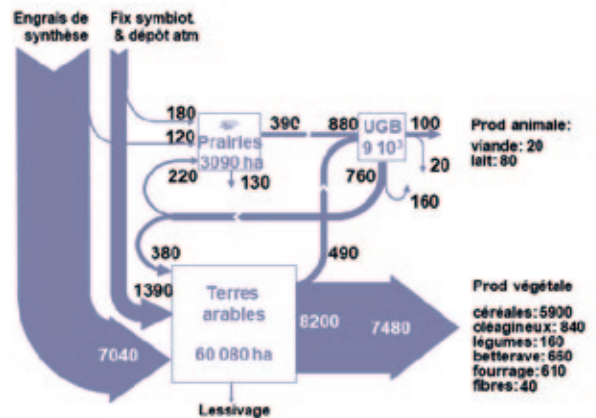 Engrais de
synthèse
Fix symbiot.
& dépôt atm
180
120
220
Prairies
3090 ha
130
390
880
UGB
9 10³
100
20
760
160
Prod animale:
viande: 20
lait: 80
380
490
1390
7040
Terres
arables
60 080 ha
8200
7480
Lessivage
Prod végétale
céréales: 5900
oléagineux: 840
légumes: 160
betterave: 650
fourrage: 610
fibres: 40